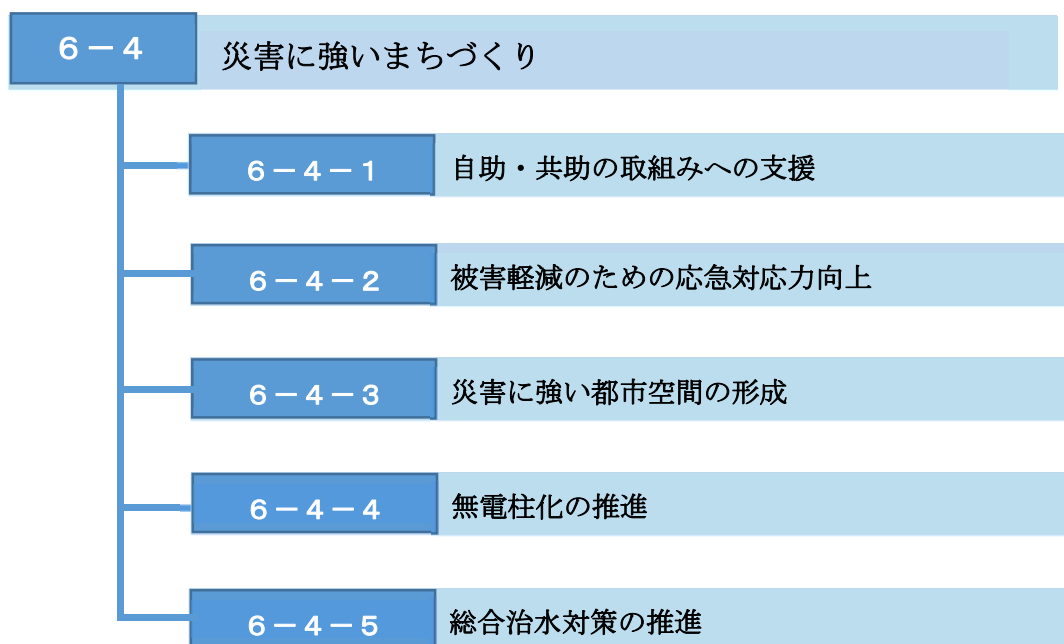 6－4
災害に強いまちづくり
6－4－1
自助・共助の取組みへの支援
6－4－2
被害軽減のための応急対応力向上
6－4－3
災害に強い都市空間の形成
6－4－4
無電柱化の推進
6－4－5
総合治水対策の推進